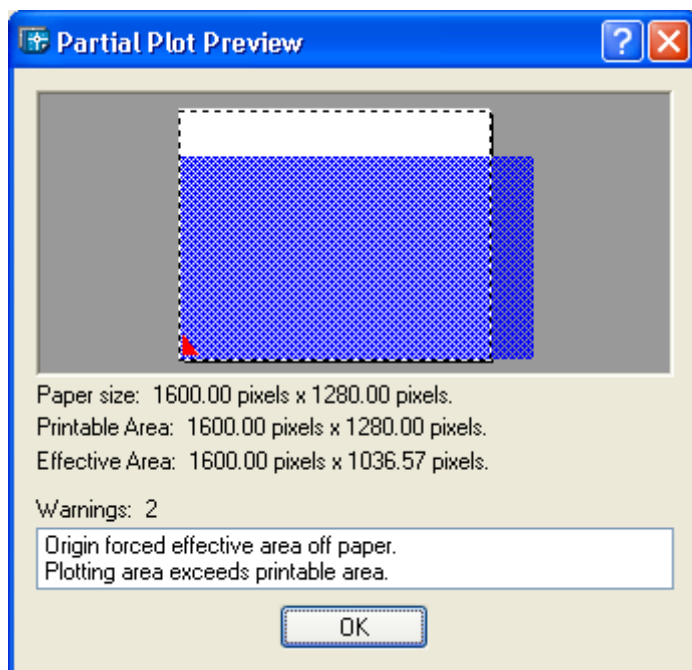 Partial Plot Preview
Paper size: 1600.00 pixels x 1280.00 pixels.
Printable Area: 1600.00 pixels x 1280.00 pixels.
Effective Area: 1600.00 pixels x 1036.57 pixels.
Warnings: 2
Origin forced effective area off paper.
Plotting area exceeds printable area.
OK